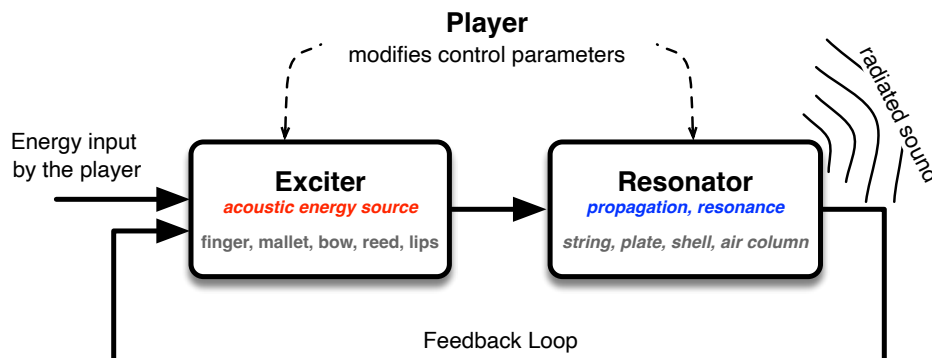 Player
modifies control parameters
radiated sound
Energy input
by the player
Exciter
acoustic energy source
finger, mallet, bow, reed, lips
Resonator
propagation, resonance
string, plate, shell, air column
Feedback Loop